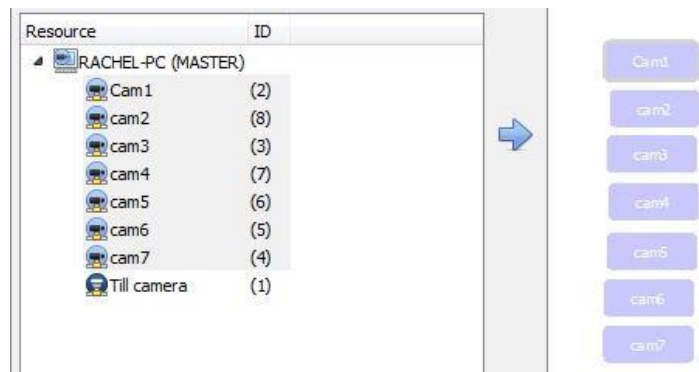 Resource ID
RACHEL-PC (MASTER)
Cam1 (2)
cam2 (8)
cam3 (3)
cam4 (7)
cam5 (6)
cam6 (5)
cam7 (4)
Till camera (1)
Cam1
cam2
cam3
cam4
cam5
cam6
cam7